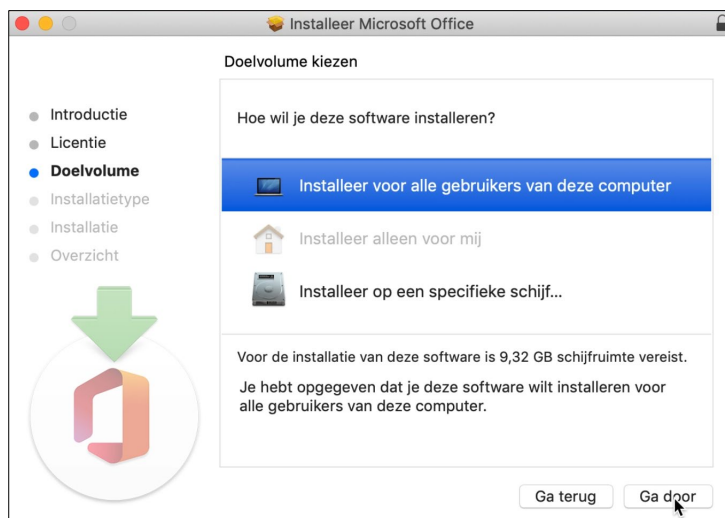 Installeer Microsoft Office
Doelvolume kiezen
Introductie
Licentie
Doelvolume
Installatietype
Installatie
Overzicht
Hoe wil je deze software installeren?
Installeer voor alle gebruikers van deze computer
Installeer alleen voor mij
Installeer op een specifieke schijf...
Voor de installatie van deze software is 9,32 GB schijfruimte vereist.
Je hebt opgegeven dat je deze software wilt installeren voor
alle gebruikers van deze computer.
Ga terug
Ga door